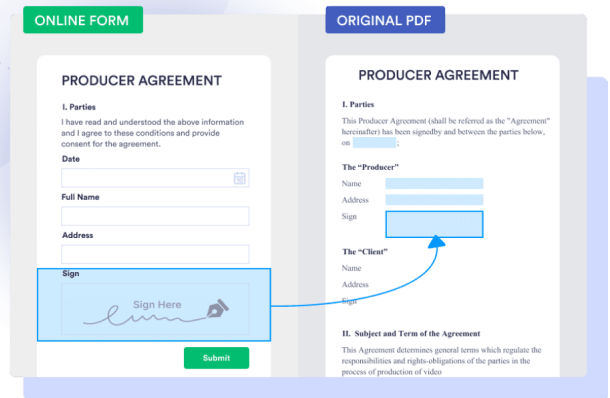 ONLINE FORM
PRODUCER AGREEMENT
I. Parties
I have read and understood the above information
and I agree to these conditions and provide
consent for the agreement.
Date
Full Name
Address
Sign
Sign Here
Submit
ORIGINAL PDF
PRODUCER AGREEMENT
I. Parties
This Producer Agreement (shall be referred as the "Agreement"
hereinafter) has been signedby and between the parties below,
on ;
The “Producer”
Name
Address
Sign
The “Client”
Name
Address
Sign
II. Subject and Term of the Agreement
This Agreement determines general terms which regulate the
responsibilities and rights-obligations of the parties in the
process of production of video